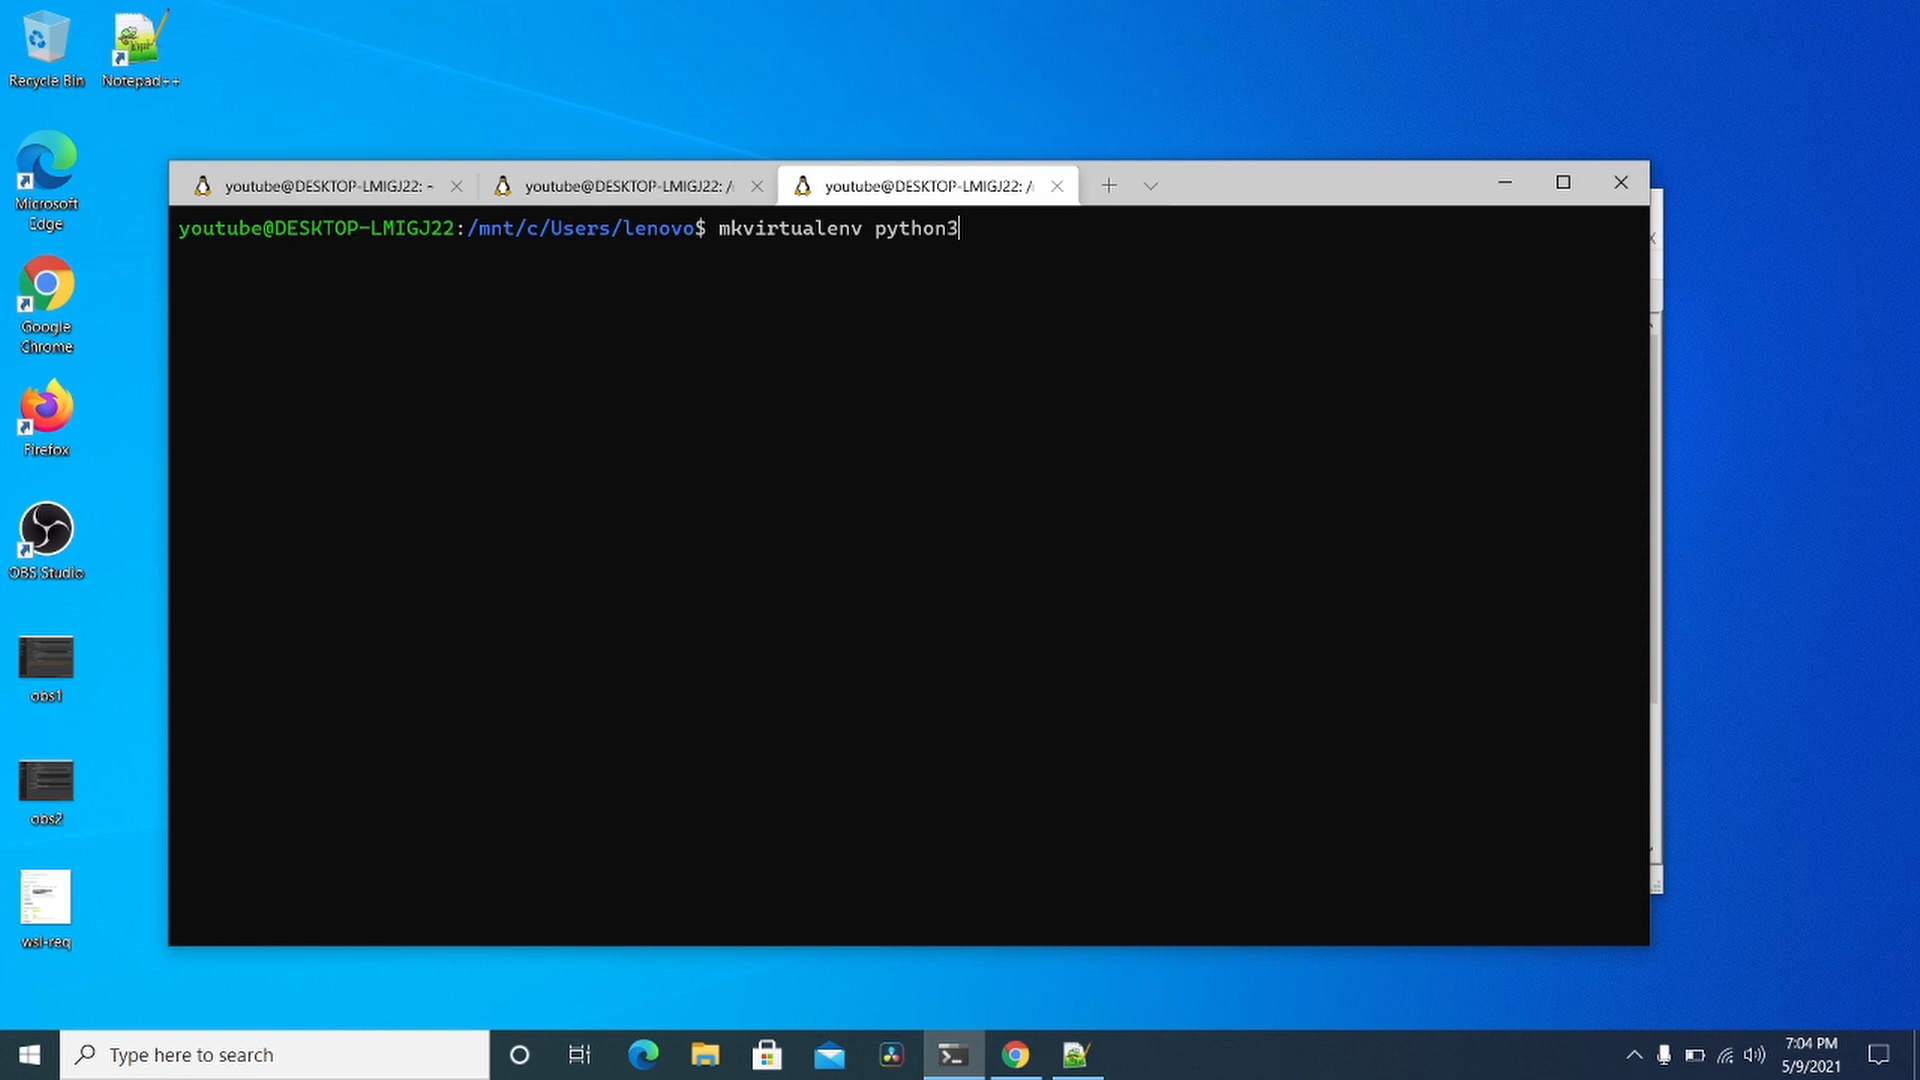 Recycle Bin
Notepad++
Microsoft
Edge
Google
Chrome
Firefox
OBS Studio
obs1
obs2
wsl-req
youtube@DESKTOP-LMIGJ22: ~
youtube@DESKTOP-LMIGJ22: /
youtube@DESKTOP-LMIGJ22: /
youtube@DESKTOP-LMIGJ22:/mnt/c/Users/lenovo$ mkvirtualenv python3
Type here to search
7:04 PM
5/9/2021